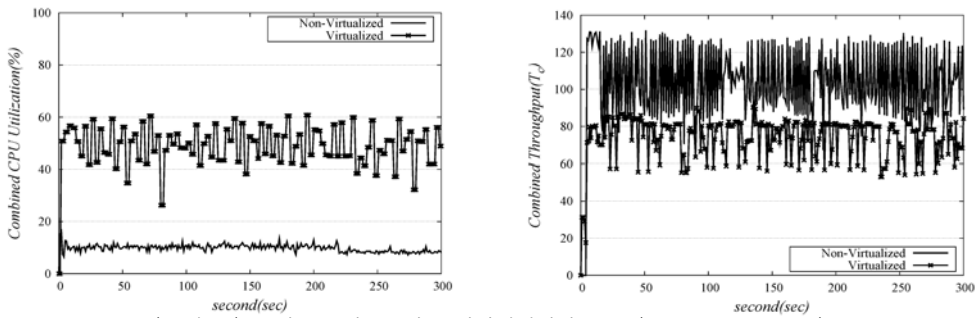 100
80
60
40
20
0
Combined CPU Utilization(%)
Non-Virtualized
Virtualized
0 50 100 150 200 250 300
second(sec)
140
120
100
80
60
40
20
0
Combined Throughput(Tc)
Non-Virtualized
Virtualized
0 50 100 150 200 250 300
second(sec)